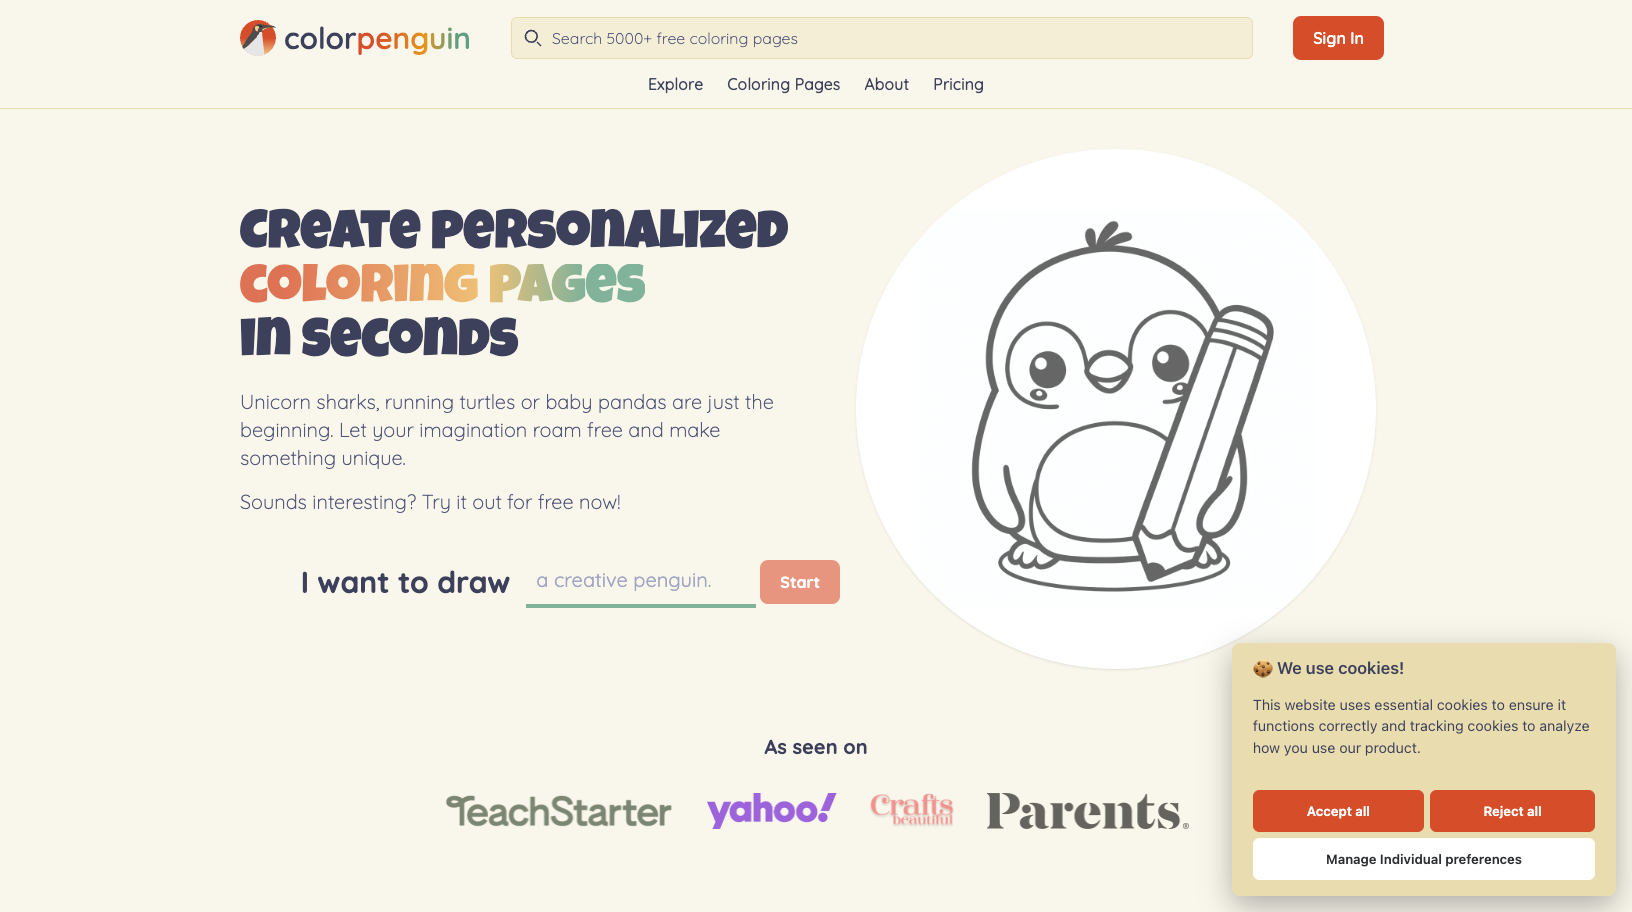 colorpenguin
Search 5000+ free coloring pages
Sign In
Explore
Coloring Pages
About
Pricing
Create personalized
coloring pages
in seconds
Unicorn sharks, running turtles or baby pandas are just the
beginning. Let your imagination roam free and make
something unique.
Sounds interesting? Try it out for free now!
I want to draw
a creative penguin.
Start
As seen on
TeachStarter
yahoo!
Crafts
beautiful
Parents®
🍪 We use cookies!
This website uses essential cookies to ensure it
functions correctly and tracking cookies to analyze
how you use our product.
Accept all
Reject all
Manage Individual preferences